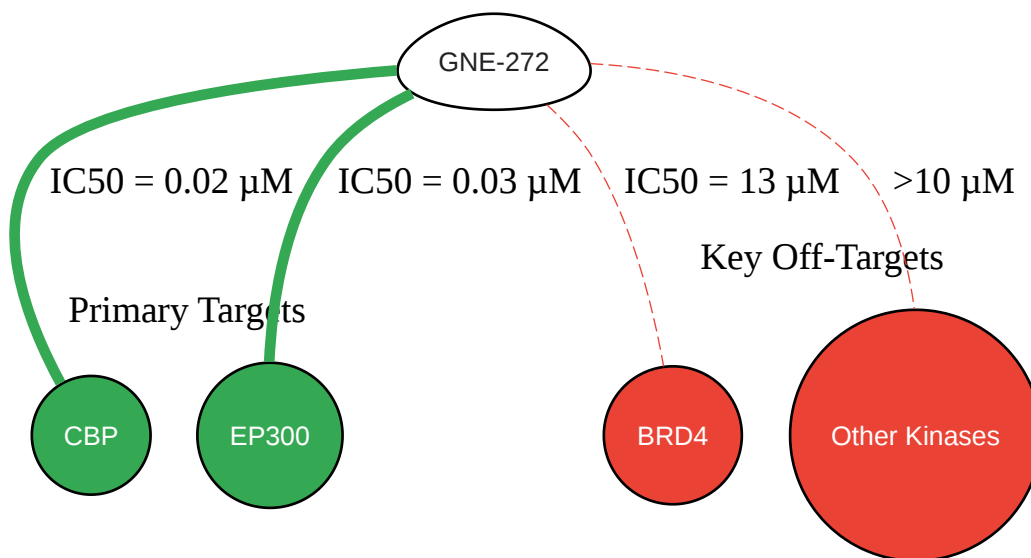 GNE-272
IC50 = 0.02 µM
IC50 = 0.03 µM
IC50 = 13 µM
>10 µM
Key Off-Targets
Primary Targets
CBP
EP300
BRD4
Other Kinases